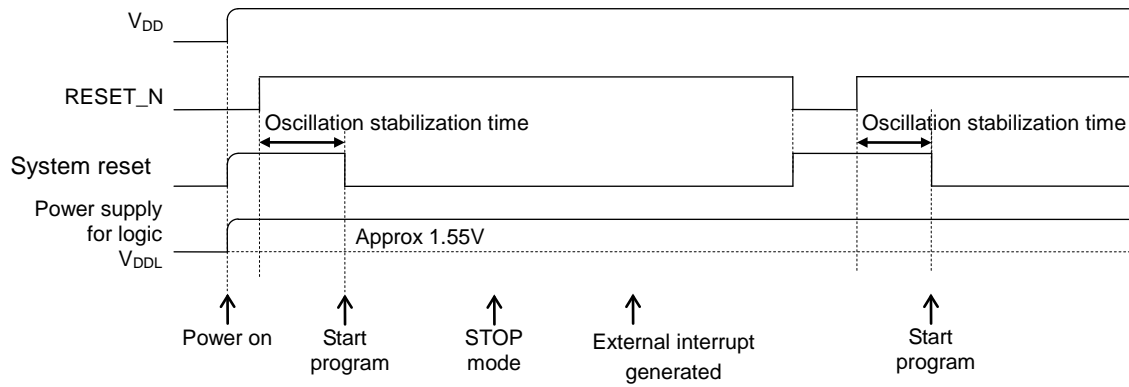 VDD
RESET_N
Oscillation stabilization time
Oscillation stabilization time
System reset
Power supply
for logic
VDDL
Approx 1.55V
Power on
Start
program
STOP
mode
External interrupt
generated
Start
program